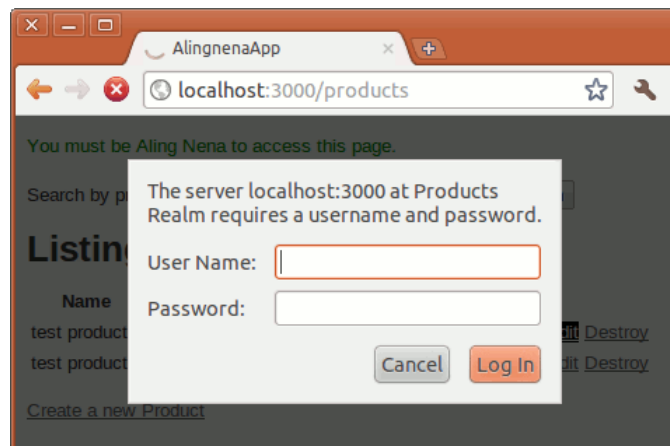 AlingnenaApp
localhost:3000/products
You must be Aling Nena to access this page.
Search by p
The server localhost:3000 at Products
Realm requires a username and password.
Listin
User Name:
Name
Password:
test product
dit Destroy
test product
dit Destroy
Cancel
Log In
Create a new Product